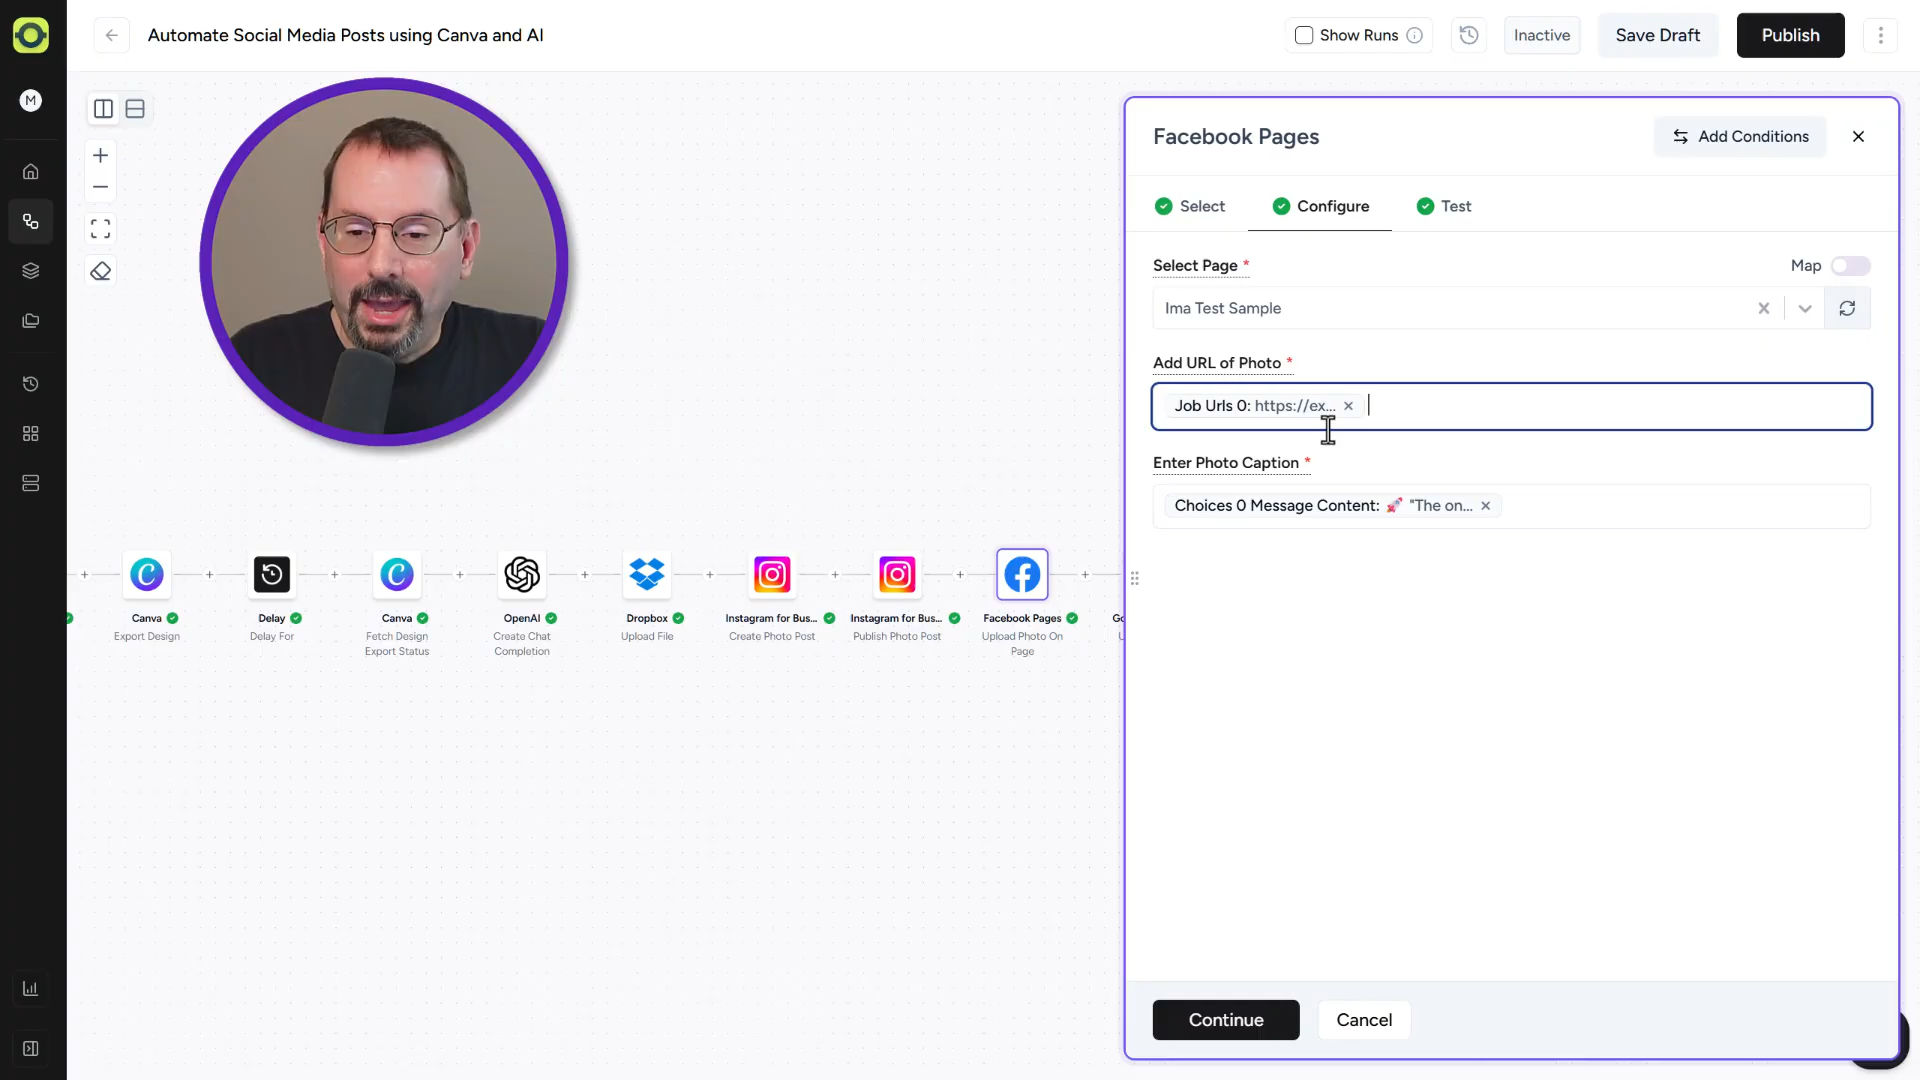 Automate Social Media Posts using Canva and AI
Show Runs
Inactive
Save Draft
Publish
M
Facebook Pages
Add Conditions
Select
Configure
Test
Select Page *
Map
Ima Test Sample
Add URL of Photo *
Job Urls 0: https://ex...
Enter Photo Caption *
Choices 0 Message Content: 🚀 "The on...
Canva
Export Design
Delay
Delay For
Canva
Fetch Design
Export Status
OpenAI
Create Chat
Completion
Dropbox
Upload File
Instagram for Bus...
Create Photo Post
Instagram for Bus...
Publish Photo Post
Facebook Pages
Upload Photo On
Page
Continue
Cancel